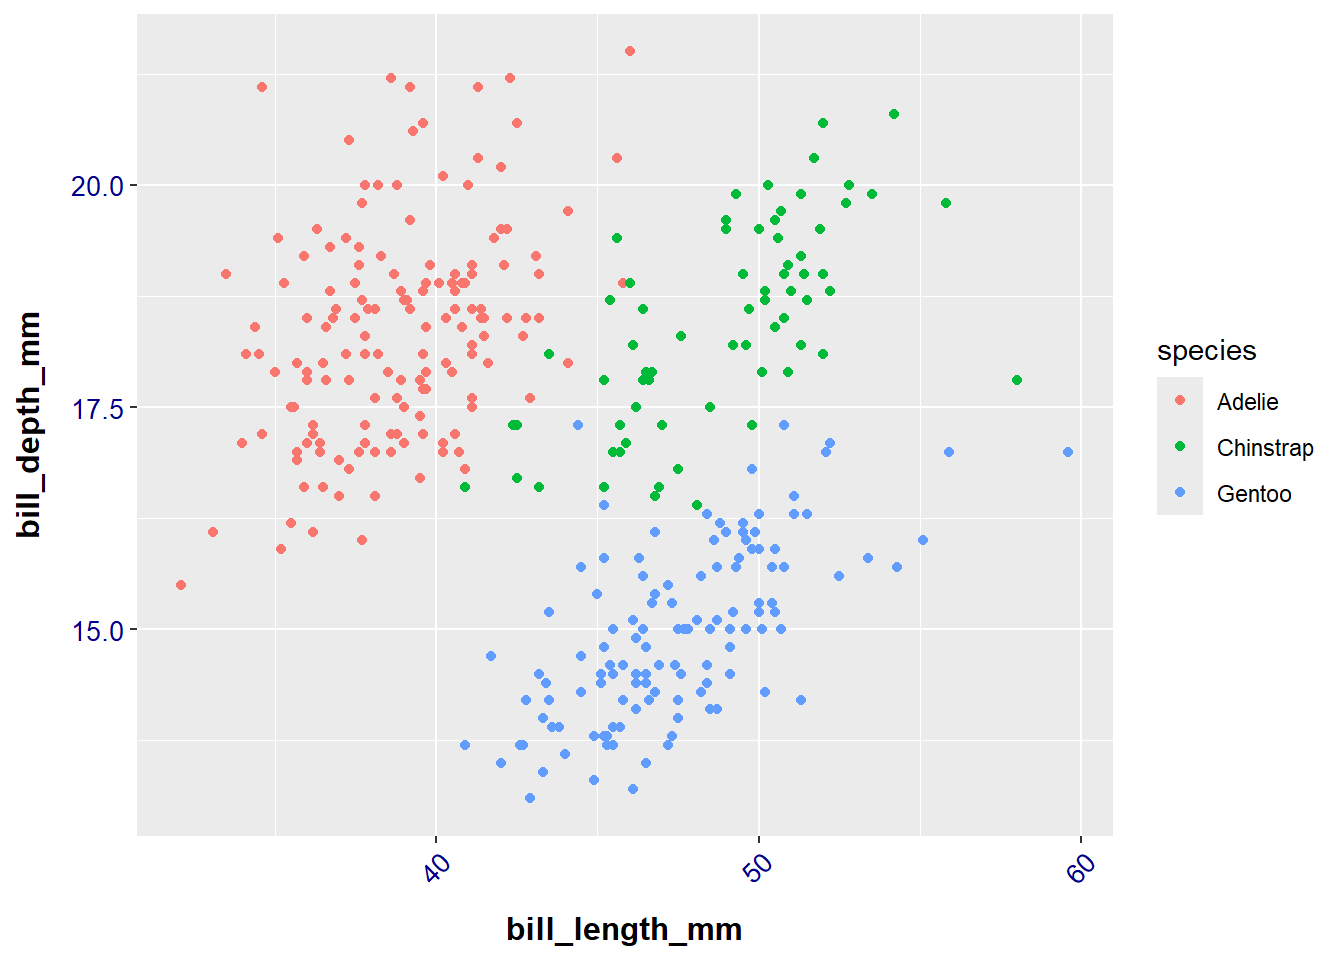 bill_depth_mm
20.0
17.5
15.0
40
50
60
bill_length_mm
species
Adelie
Chinstrap
Gentoo